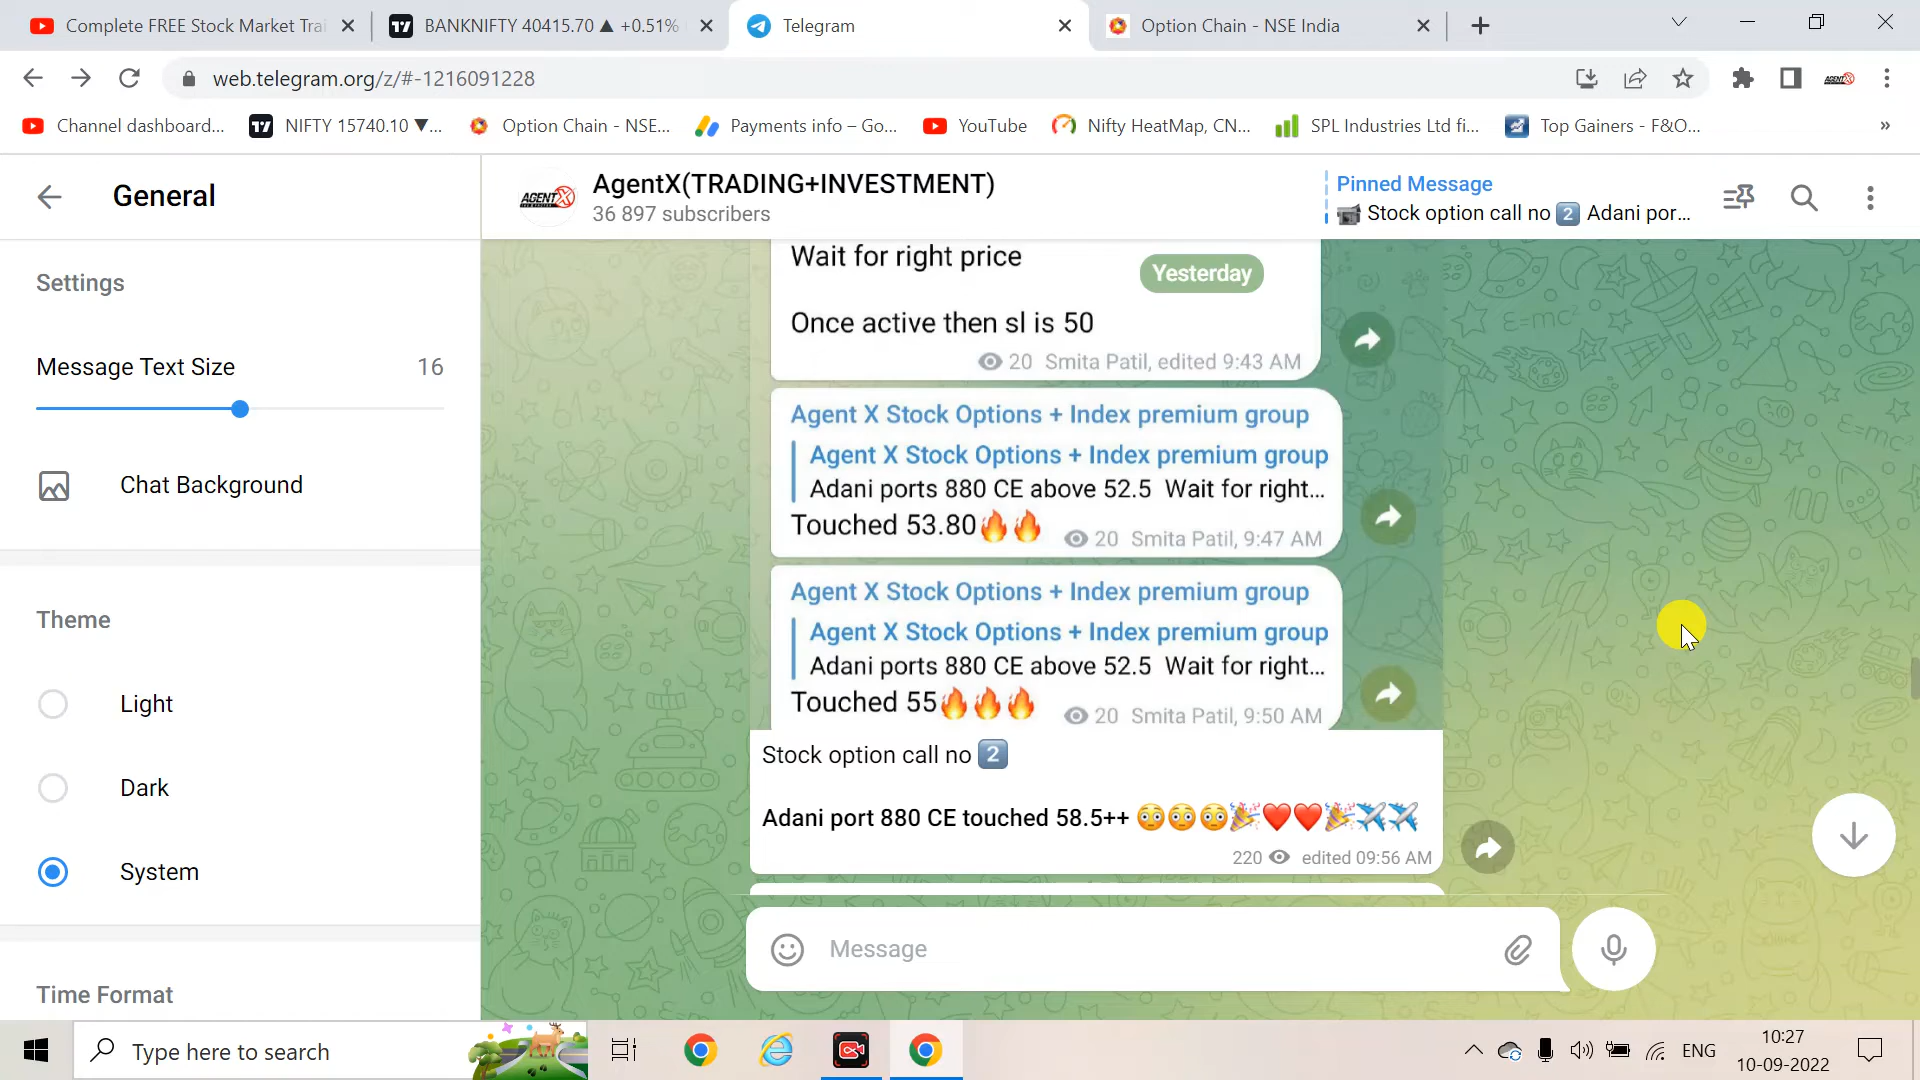 Complete FREE Stock Market Trai
BANKNIFTY 40415.70 ▲ +0.51%
Telegram
Option Chain - NSE India
web.telegram.org/z/#-1216091228
AGENTX
Channel dashboard...
NIFTY 15740.10 ▼...
Option Chain - NSE...
Payments info – Go...
YouTube
Nifty HeatMap, CN...
SPL Industries Ltd fi...
Top Gainers - F&O...
General
AGENTX
AgentX(TRADING+INVESTMENT)
36 897 subscribers
Pinned Message
Stock option call no 2️⃣ Adani por...
Settings
Message Text Size 16
Chat Background
Theme
Light
Dark
System
Time Format
Wait for right price
Yesterday
Once active then sl is 50
20 Smita Patil, edited 9:43 AM
Agent X Stock Options + Index premium group
Agent X Stock Options + Index premium group
Adani ports 880 CE above 52.5 Wait for right...
Touched 53.80🔥🔥
20 Smita Patil, 9:47 AM
Agent X Stock Options + Index premium group
Agent X Stock Options + Index premium group
Adani ports 880 CE above 52.5 Wait for right...
Touched 55🔥🔥🔥
20 Smita Patil, 9:50 AM
Stock option call no 2️⃣
Adani port 880 CE touched 58.5++ 😳😳😳🎉❤️❤️🎉✈️✈️
220 edited 09:56 AM
Message
Type here to search
ENG
10:27
10-09-2022